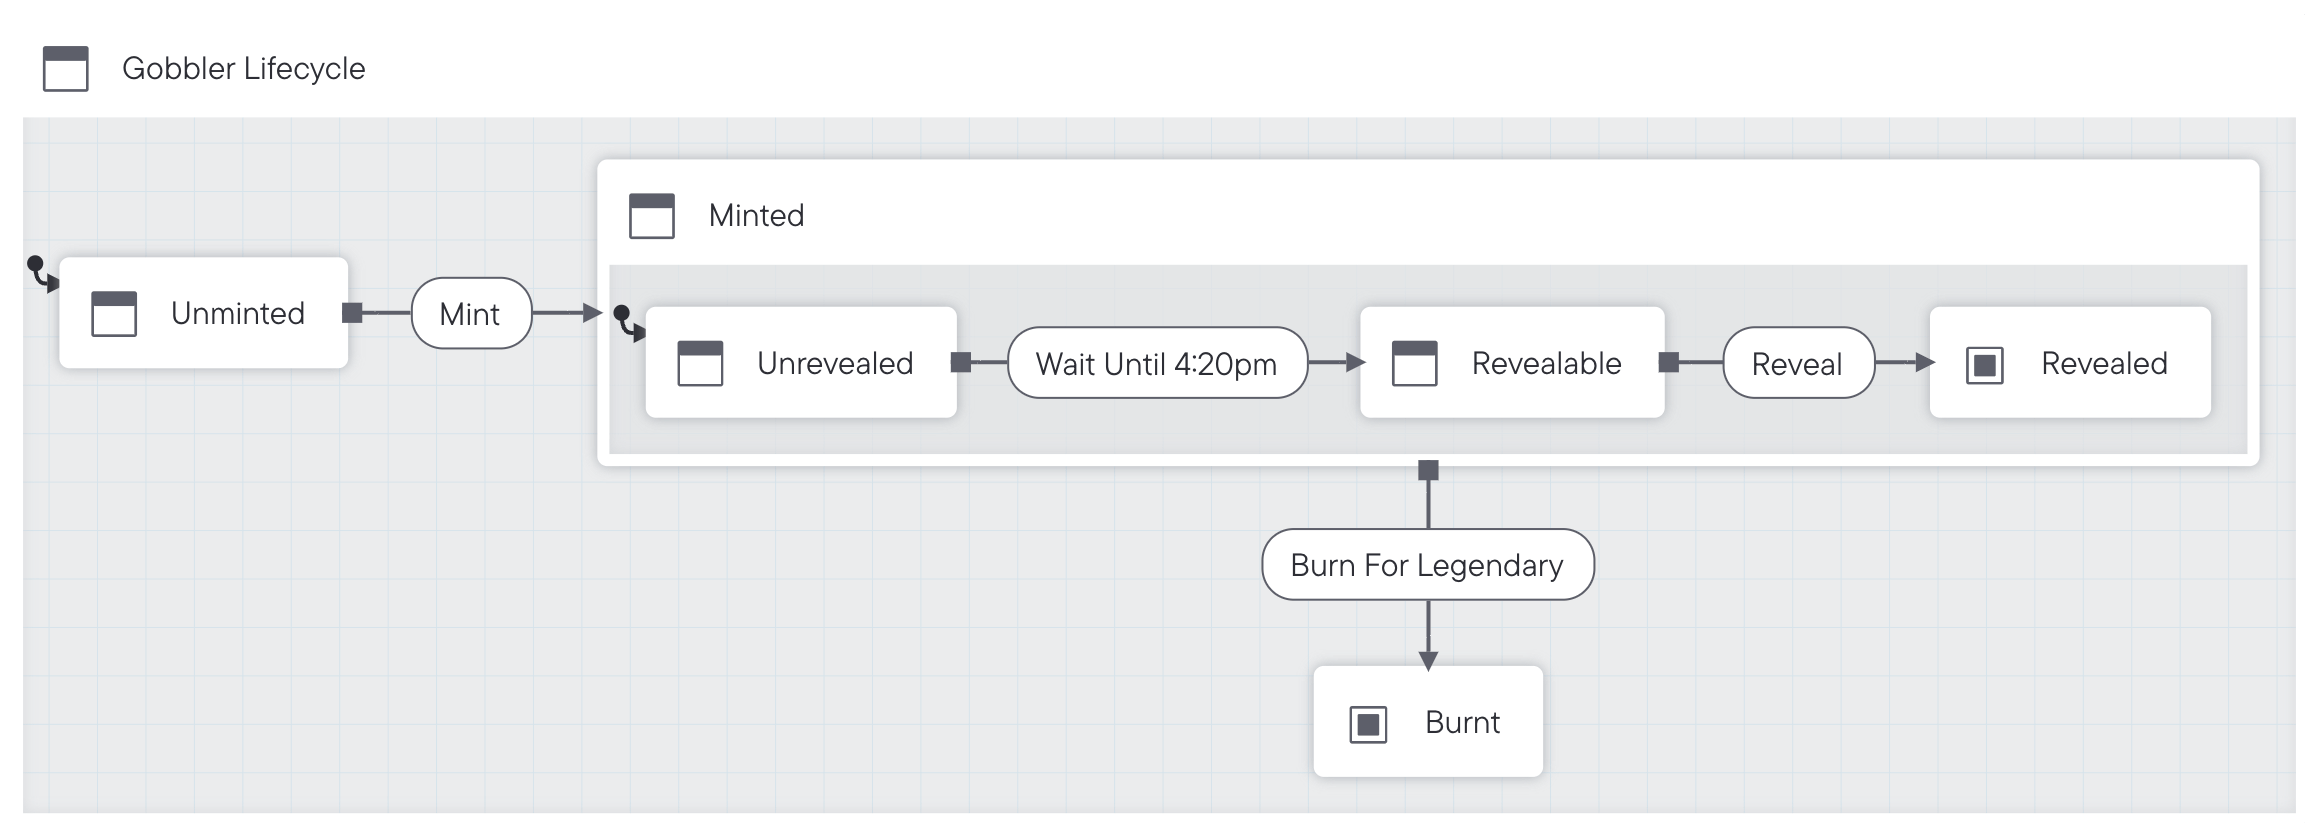 Gobbler Lifecycle
Minted
Unminted
Mint
Unrevealed
Wait Until 4:20pm
Revealable
Reveal
Revealed
Burn For Legendary
Burnt